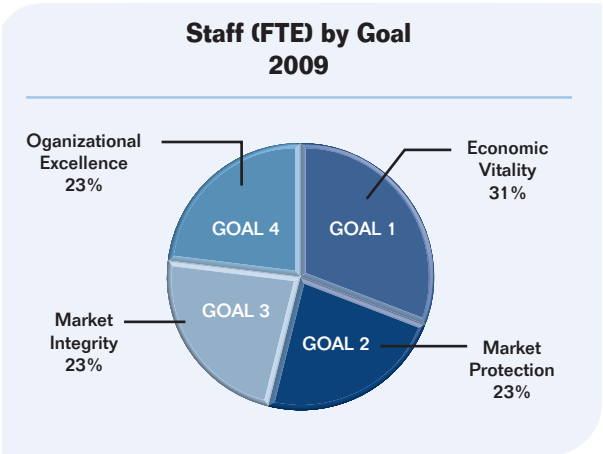 Staff (FTE) by Goal
2009
Oganizational
Excellence
23%
Economic
Vitality
31%
GOAL 4
GOAL 1
GOAL 3
GOAL 2
Market
Integrity
23%
Market
Protection
23%